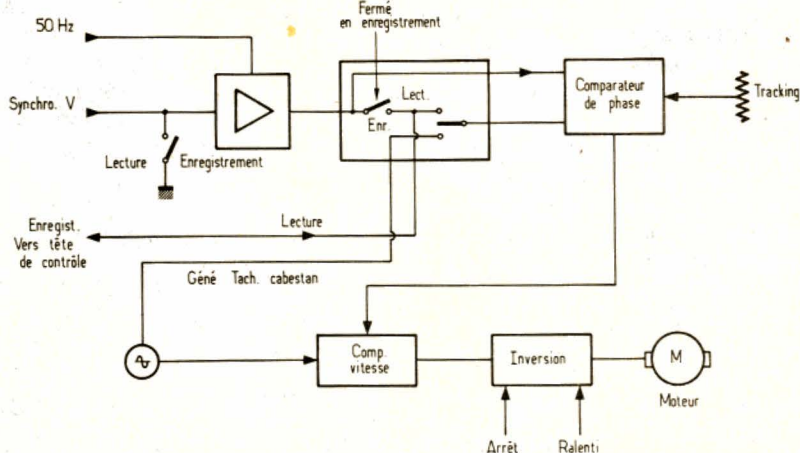 Fermé
en enregistrement
50 Hz
Lect.
Enr.
Comparateur
de phase
Tracking
Synchro. V
Lecture
Enregistrement
Enregist.
Vers tête
de contrôle
Lecture
Géné Tach. cabestan
Comp.
vitesse
Inversion
M
Moteur
Arrêt
Ralenti